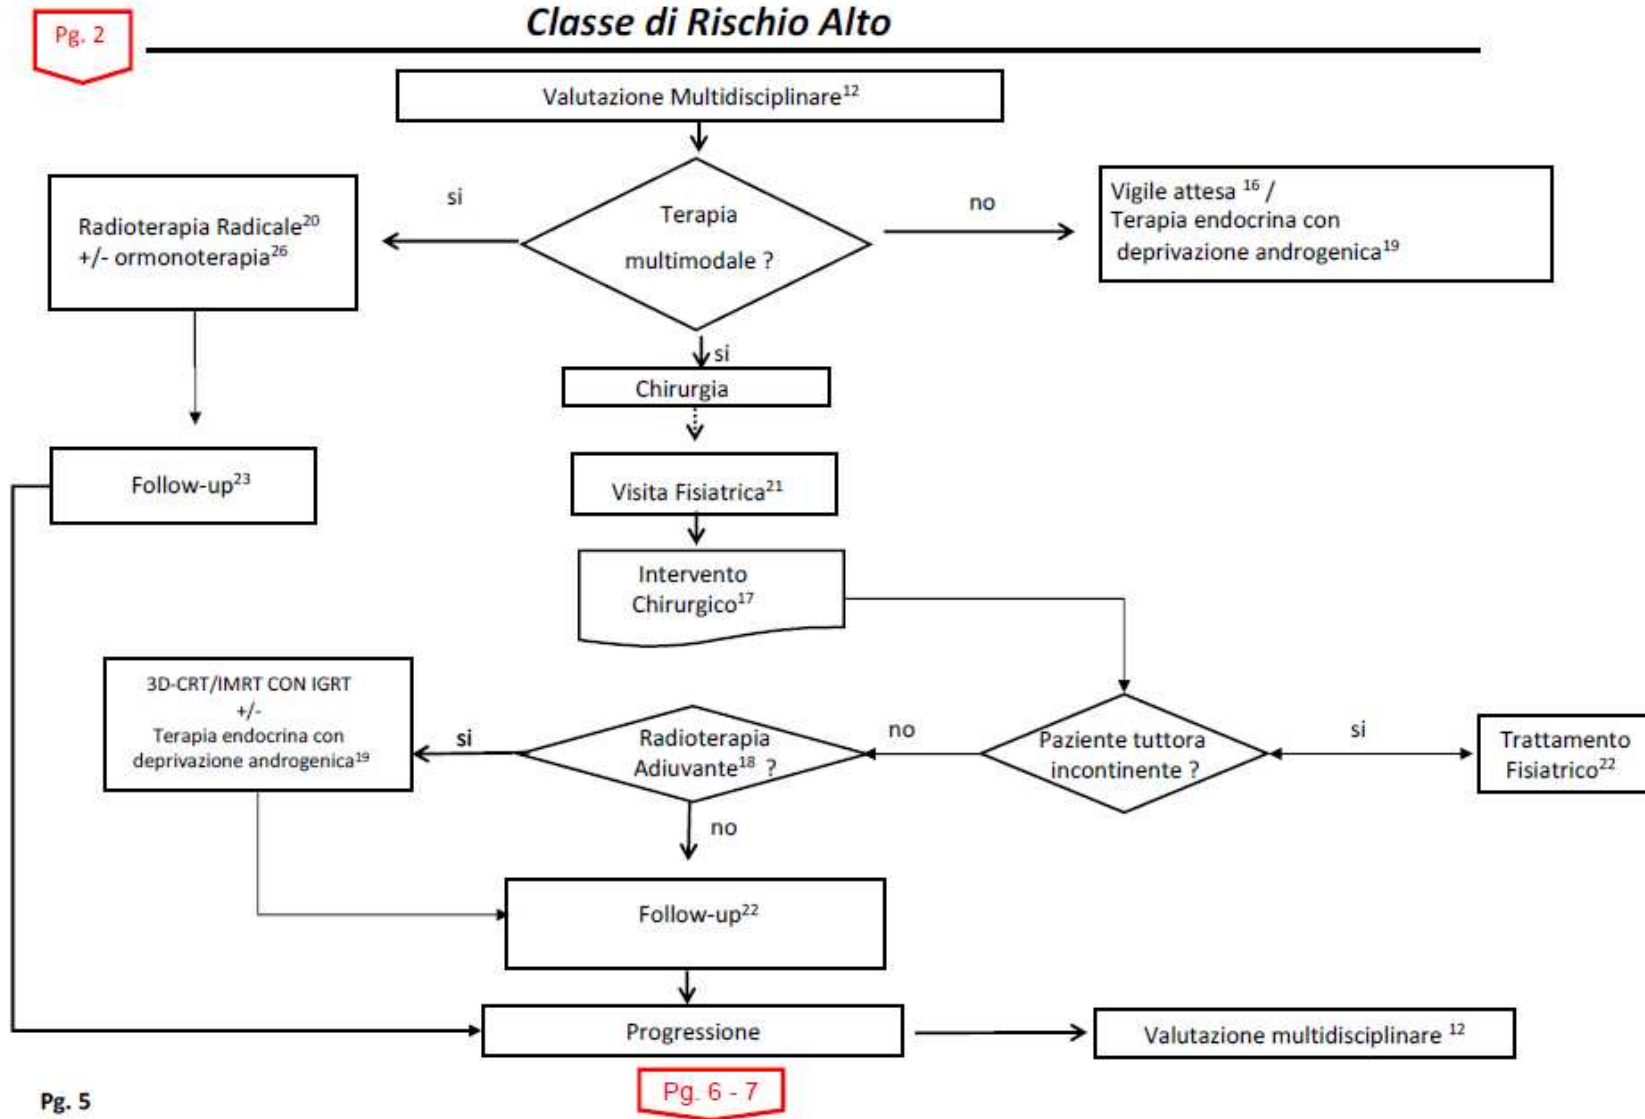 Classe di Rischio Alto
Pg. 2
Valutazione Multidisciplinare¹²
si
Radioterapia Radicale²⁰
+/- ormonoterapia²⁶
Terapia
multimodale ?
no
Vigile attesa ¹⁶ /
Terapia endocrina con
deprivazione androgenica¹⁹
si
Chirurgia
Follow-up²³
Visita Fisiatrica²¹
Intervento
Chirurgico¹⁷
3D-CRT/IMRT CON IGRT
+/-
Terapia endocrina con
deprivazione androgenica¹⁹
si
Radioterapia
Adiuvante¹⁸ ?
no
Paziente tuttora
incontinente ?
si
Trattamento
Fisiatrico²²
no
Follow-up²²
Progressione
Valutazione multidisciplinare ¹²
Pg. 6 - 7
Pg. 5